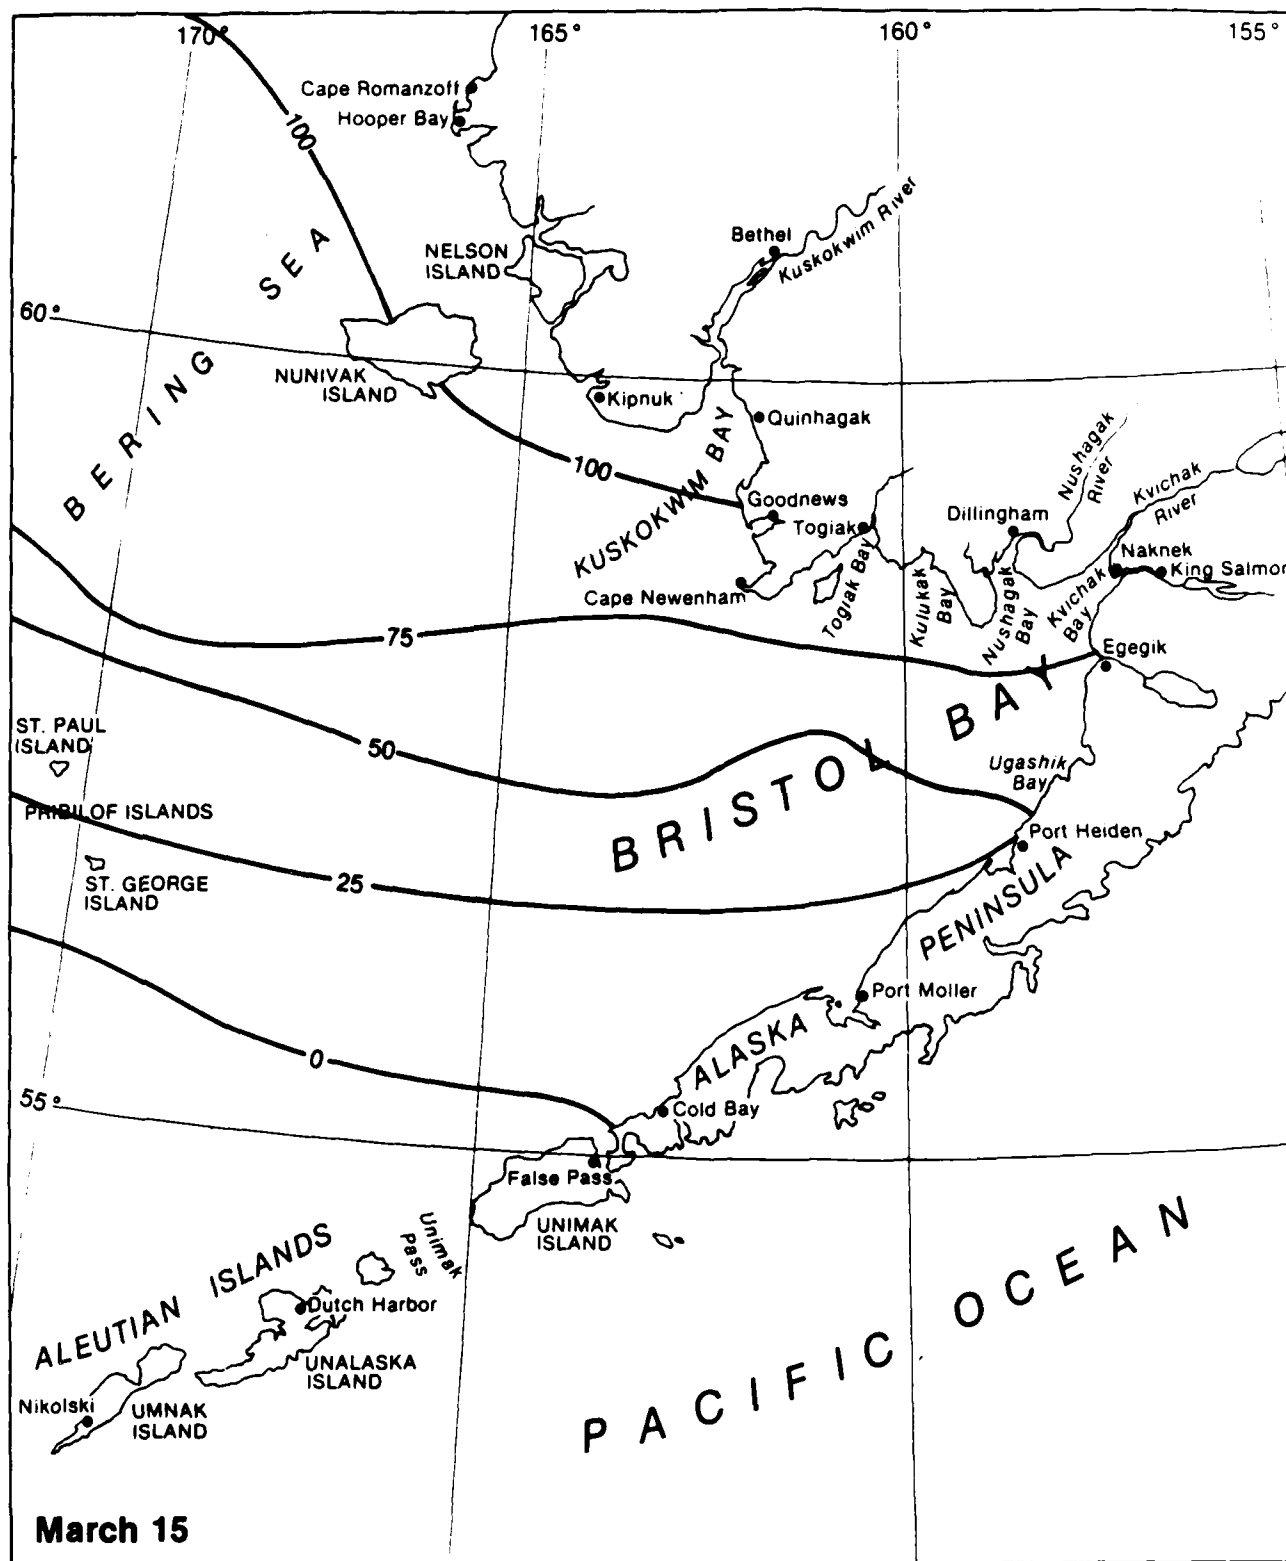 170°
165°
160°
155°
Cape Romanzoff
Hooper Bay
100
BERING SEA
NELSON
ISLAND
Bethel
Kuskokwim River
60°
NUNIVAK
ISLAND
Kipnuk
Quinhagak
KUSKOKWIM BAY
100
Goodnews
Togiak
Dillingham
Nushagak
River
Kvichak
River
Naknek
King Salmon
Cape Newenham
Togiak Bay
Kulukak
Bay
Nushagak
Bay
Kvichak
Bay
75
Egegik
BRISTOL BAY
ST. PAUL
ISLAND
50
Ugashik
Bay
PRIBILOF ISLANDS
Port Heiden
ST. GEORGE
ISLAND
25
ALASKA PENINSULA
Port Moller
0
55°
Cold Bay
False Pass
UNIMAK
ISLAND
Unimak
Pass
ALEUTIAN ISLANDS
Dutch Harbor
UNALASKA
ISLAND
Nikolski
UMNAK
ISLAND
PACIFIC OCEAN
March 15